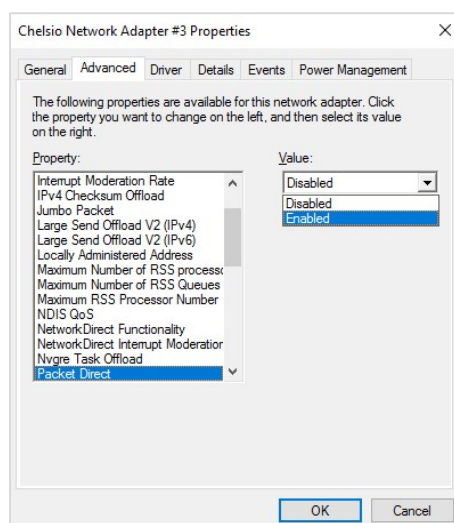 Chelsio Network Adapter #3 Properties
General Advanced Driver Details Events Power Management
The following properties are available for this network adapter. Click
the property you want to change on the left, and then select its value
on the right.
Property:
Interrupt Moderation Rate
IPv4 Checksum Offload
Jumbo Packet
Large Send Offload V2 (IPv4)
Large Send Offload V2 (IPv6)
Locally Administered Address
Maximum Number of RSS processo
Maximum Number of RSS Queues
Maximum RSS Processor Number
NDIS QoS
NetworkDirect Functionality
NetworkDirect Interrupt Moderation
Nvgre Task Offload
Packet Direct
Value:
Disabled
Disabled
Enabled
OK Cancel